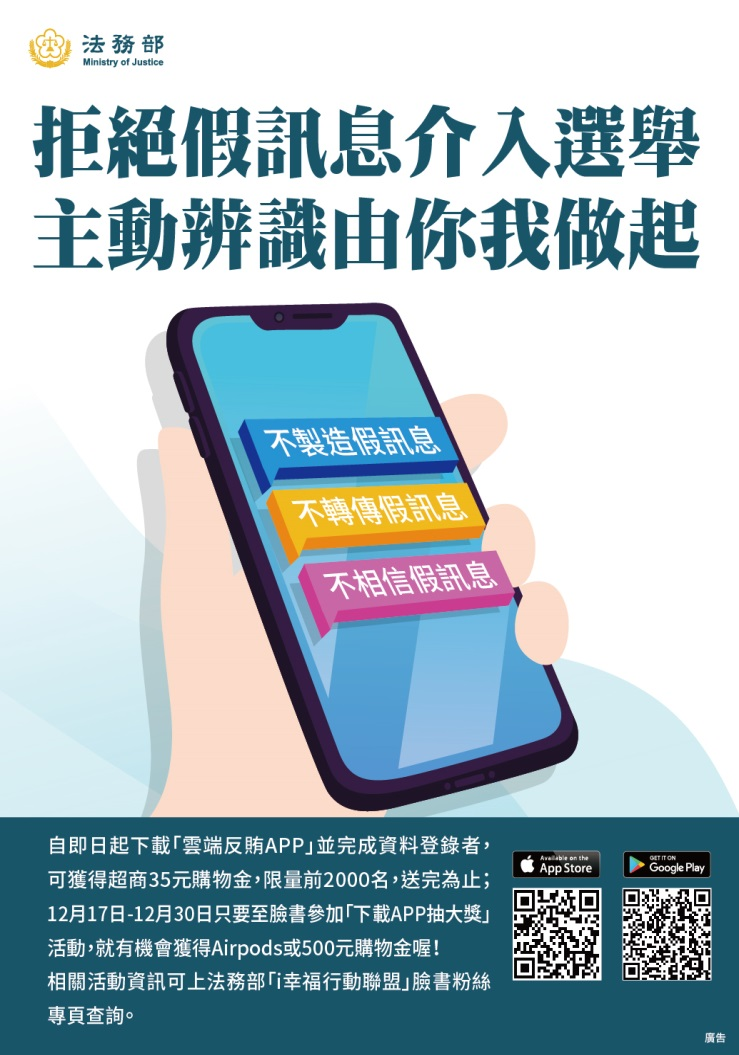 法務部
Ministry of Justice
拒絕假訊息介入選舉
主動辨識由你我做起
不製造假訊息
不轉傳假訊息
不相信假訊息
自即日起下載「雲端反賄APP」並完成資料登錄者，
可獲得超商35元購物金，限量前2000名，送完為止；
12月17日-12月30日只要至臉書參加「下載APP抽大獎」
活動，就有機會獲得Airpods或500元購物金喔！
相關活動資訊可上法務部「i幸福行動聯盟」臉書粉絲
專頁查詢。
Available on the
App Store
GET IT ON
Google Play
廣告